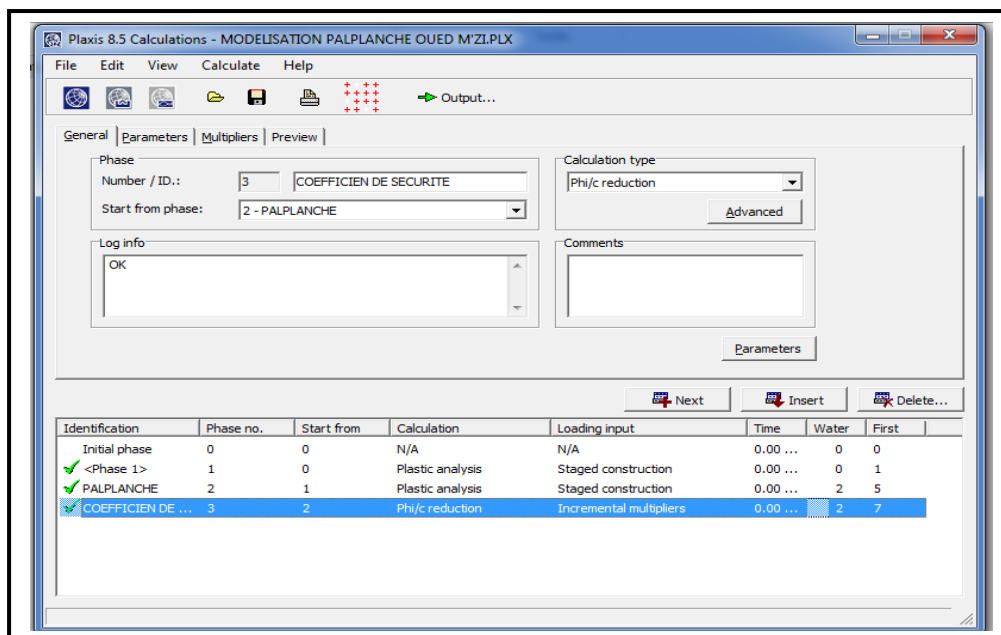 Plaxis 8.5 Calculations - MODELISATION PALPLANCHE OUED M'ZI.PLX
File Edit View Calculate Help
Output...
General Parameters Multipliers Preview
Phase
Number / ID.: 3 COEFFICIEN DE SECURITE
Start from phase: 2 - PALPLANCHE
Calculation type
Phi/c reduction
Advanced
Log info
OK
Comments
Parameters
Next Insert Delete...
Identification Phase no. Start from Calculation Loading input Time Water First
Initial phase 0 0 N/A N/A 0.00 ... 0 0
<Phase 1> 1 0 Plastic analysis Staged construction 0.00 ... 0 1
PALPLANCHE 2 1 Plastic analysis Staged construction 0.00 ... 2 5
COEFFICIEN DE ... 3 2 Phi/c reduction Incremental multipliers 0.00 ... 2 7